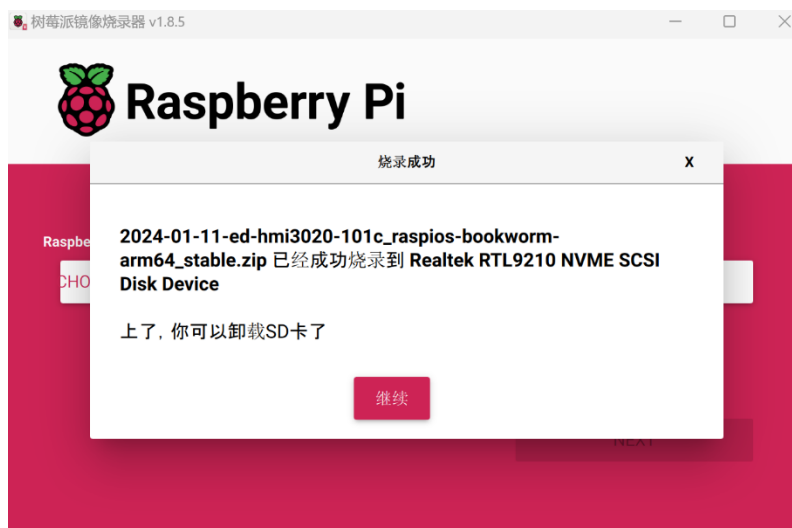 树莓派镜像烧录器 v1.8.5
Raspberry Pi
烧录成功
X
Raspbe
2024-01-11-ed-hmi3020-101c_raspios-bookworm-
arm64_stable.zip 已经成功烧录到 Realtek RTL9210 NVME SCSI
Disk Device
CHO
上了, 你可以卸载SD卡了
继续
NEXT